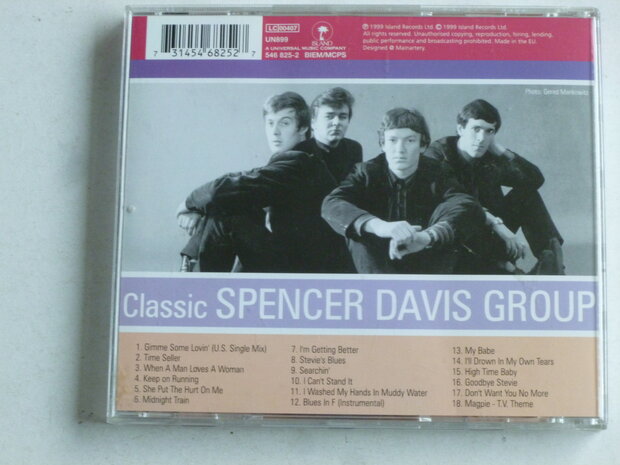 LC 00407
UN899
ISLAND
A UNIVERSAL MUSIC COMPANY
546 825-2 BIEM/MCPS
℗ 1999 Island Records Ltd. © 1999 Island Records Ltd.
All rights reserved. Unauthorised copying, reproduction, hiring, lending,
public performance and broadcasting prohibited. Made in the EU.
Designed @ Mainartery.
7 31454 68252 7
Photo: Gered Mankowitz
Classic SPENCER DAVIS GROUP
1. Gimme Some Lovin' (U.S. Single Mix)
2. Time Seller
3. When A Man Loves A Woman
4. Keep on Running
5. She Put The Hurt On Me
6. Midnight Train
7. I'm Getting Better
8. Stevie's Blues
9. Searchin'
10. I Can't Stand It
11. I Washed My Hands In Muddy Water
12. Blues In F (Instrumental)
13. My Babe
14. I'll Drown In My Own Tears
15. High Time Baby
16. Goodbye Stevie
17. Don't Want You No More
18. Magpie - T.V. Theme